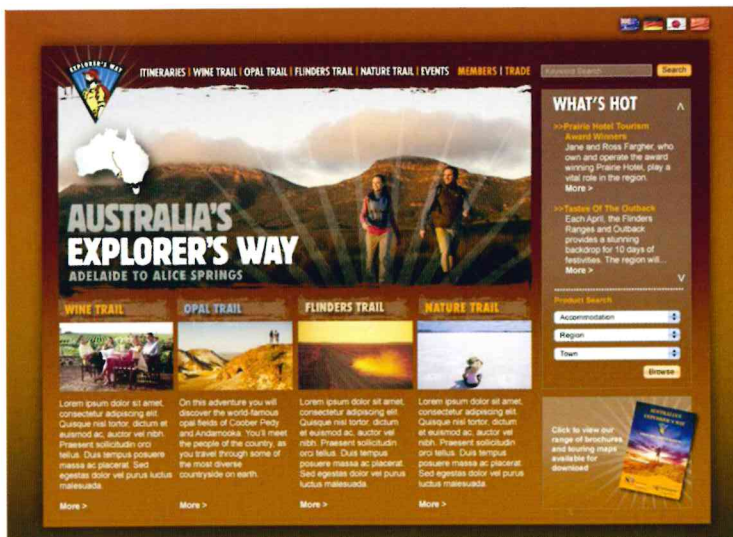 EXPLORER'S WAY
ITINERARIES | WINE TRAIL | OPAL TRAIL | FLINDERS TRAIL | NATURE TRAIL | EVENTS MEMBERS | TRADE
Keyword Search
Search
AUSTRALIA'S
EXPLORER'S WAY
ADELAIDE TO ALICE SPRINGS
WHAT'S HOT
>>Prairie Hotel Tourism
Award Winners
Jane and Ross Fargher, who
own and operate the award
winning Prairie Hotel, play a
vital role in the region.
More >
>>Tastes Of The Outback
Each April, the Flinders
Ranges and Outback
provides a stunning
backdrop for 10 days of
festivities. The region will...
More >
Product Search
Accommodation
Region
Town
Browse
WINE TRAIL
Lorem ipsum dolor sit amet,
consectetur adipiscing elit.
Quisque nisl tortor, dictum et
euismod ac, auctor vel nibh.
Praesent sollicitudin orci
tellus. Duis tempus posuere
massa ac placerat. Sed
egestas dolor vel purus luctus
malesuada.
More >
OPAL TRAIL
On this adventure you will
discover the world-famous
opal fields of Coober Pedy
and Andamooka. You'll meet
the people of the country, as
you travel through some of
the most diverse
countryside on earth.
More >
FLINDERS TRAIL
Lorem ipsum dolor sit amet,
consectetur adipiscing elit.
Quisque nisl tortor, dictum
et euismod ac, auctor vel
nibh. Praesent sollicitudin
orci tellus. Duis tempus
posuere massa ac placerat.
Sed egestas dolor vel purus
luctus malesuada.
More >
NATURE TRAIL
Lorem ipsum dolor sit amet,
consectetur adipiscing elit.
Quisque nisl tortor, dictum
et euismod ac, auctor vel
nibh. Praesent sollicitudin
orci tellus. Duis tempus
posuere massa ac placerat.
Sed egestas dolor vel purus
luctus malesuada.
More >
Click to view our
range of brochures
and touring maps
available for
download
AUSTRALIA'S
EXPLORER'S WAY